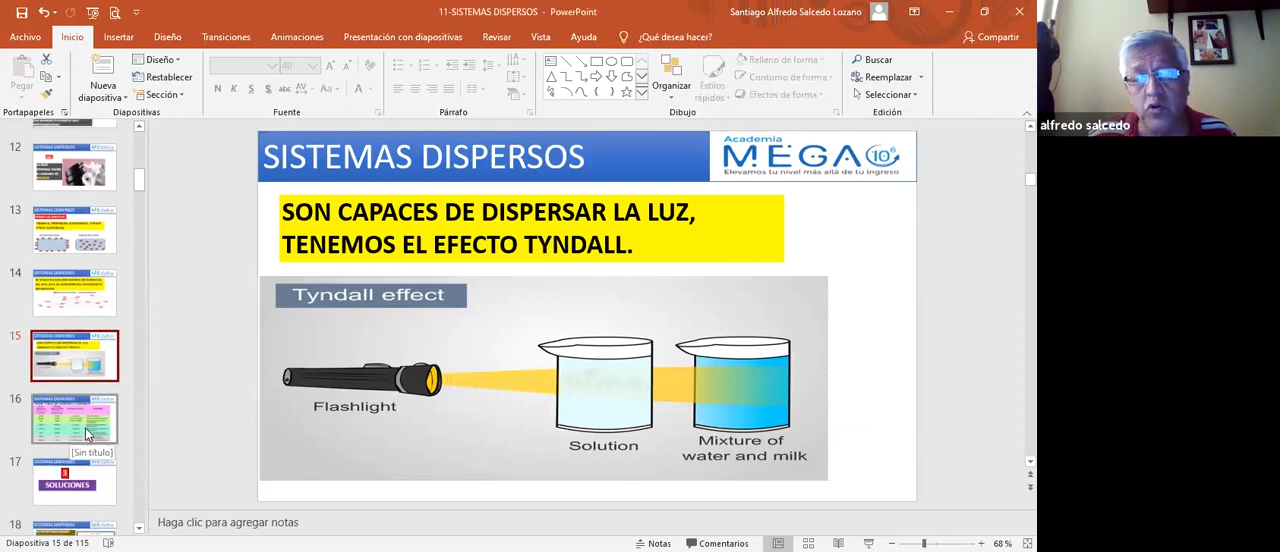 11-SISTEMAS DISPERSOS - PowerPoint
Santiago Alfredo Salcedo Lozano
Archivo
Inicio
Insertar
Diseño
Transiciones
Animaciones
Presentación con diapositivas
Revisar
Vista
Ayuda
¿Qué desea hacer?
Compartir
Pegar
Nueva
diapositiva
Diseño
Restablecer
Sección
40
N K S
Aa
A
Organizar
Estilos
rápidos
Relleno de forma
Contorno de forma
Efectos de forma
Buscar
Reemplazar
Seleccionar
Portapapeles
Diapositivas
Fuente
Párrafo
Dibujo
Edición
alfredo salcedo
12
13
14
15
16
[Sin título]
17
SOLUCIONES
18
SISTEMAS DISPERSOS
Academia
MEGA 10⁶
Elevamos tu nivel más allá de tu ingreso
SON CAPACES DE DISPERSAR LA LUZ,
TENEMOS EL EFECTO TYNDALL.
Tyndall effect
Flashlight
Solution
Mixture of
water and milk
Haga clic para agregar notas
Diapositiva 15 de 115
Notas
Comentarios
68 %